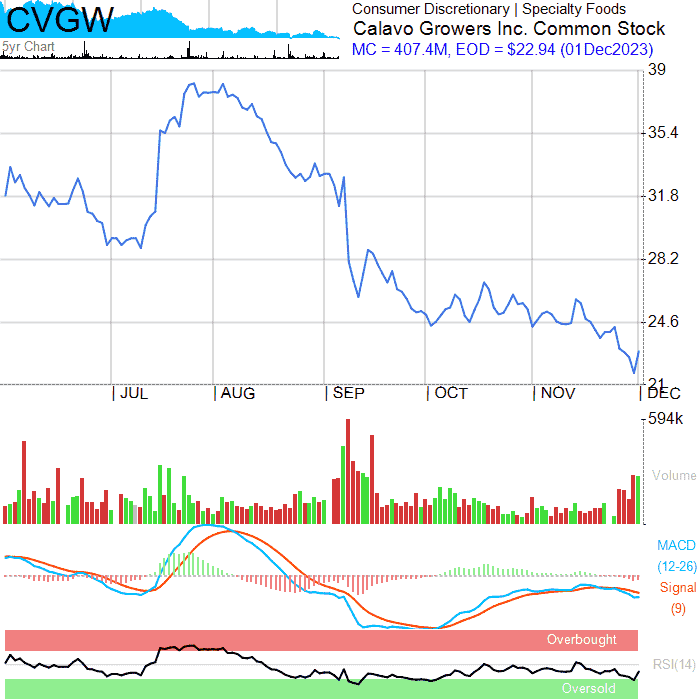 CVGW
Consumer Discretionary | Specialty Foods
Calavo Growers Inc. Common Stock
MC = 407.4M, EOD = $22.94 (01Dec2023)
5yr Chart
39
35.4
31.8
28.2
24.6
21
JUL AUG SEP OCT NOV DEC
594k
Volume
MACD
(12-26)
Signal
(9)
Overbought
RSI(14)
Oversold